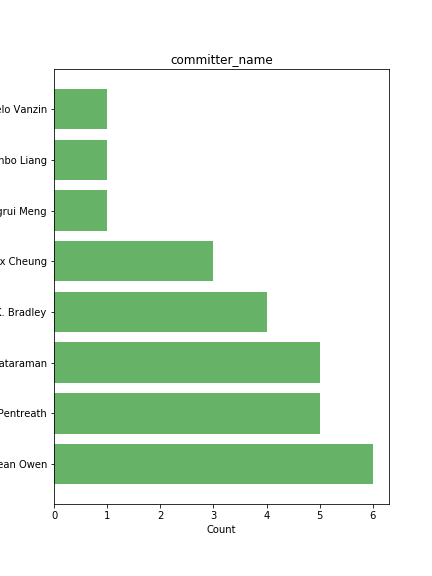 committer_name
elo Vanzin
nbo Liang
grui Meng
x Cheung
K. Bradley
ataraman
Pentreath
ean Owen
0 1 2 3 4 5 6
Count